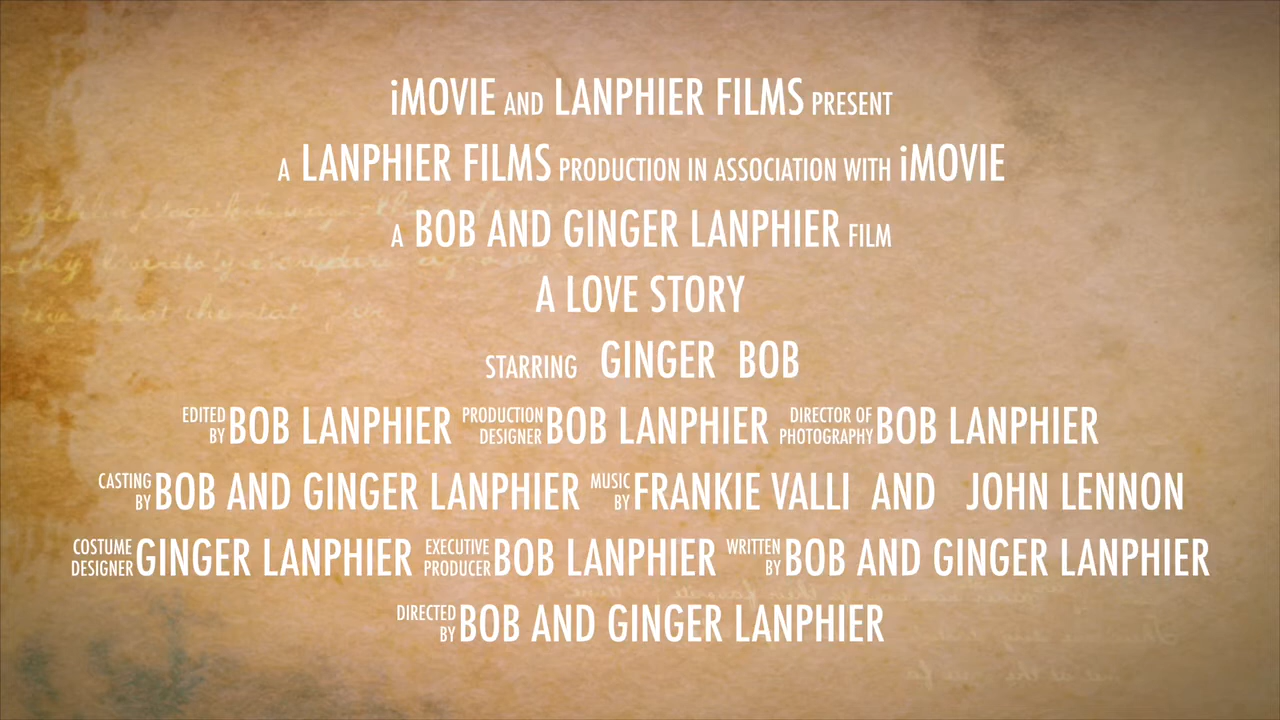 iMOVIE AND LANPHIER FILMS PRESENT
A LANPHIER FILMS PRODUCTION IN ASSOCIATION WITH iMOVIE
A BOB AND GINGER LANPHIER FILM
A LOVE STORY
STARRING GINGER BOB
EDITED BY BOB LANPHIER PRODUCTION DESIGNER BOB LANPHIER DIRECTOR OF PHOTOGRAPHY BOB LANPHIER
CASTING BY BOB AND GINGER LANPHIER MUSIC BY FRANKIE VALLI AND JOHN LENNON
COSTUME DESIGNER GINGER LANPHIER EXECUTIVE PRODUCER BOB LANPHIER WRITTEN BY BOB AND GINGER LANPHIER
DIRECTED BY BOB AND GINGER LANPHIER